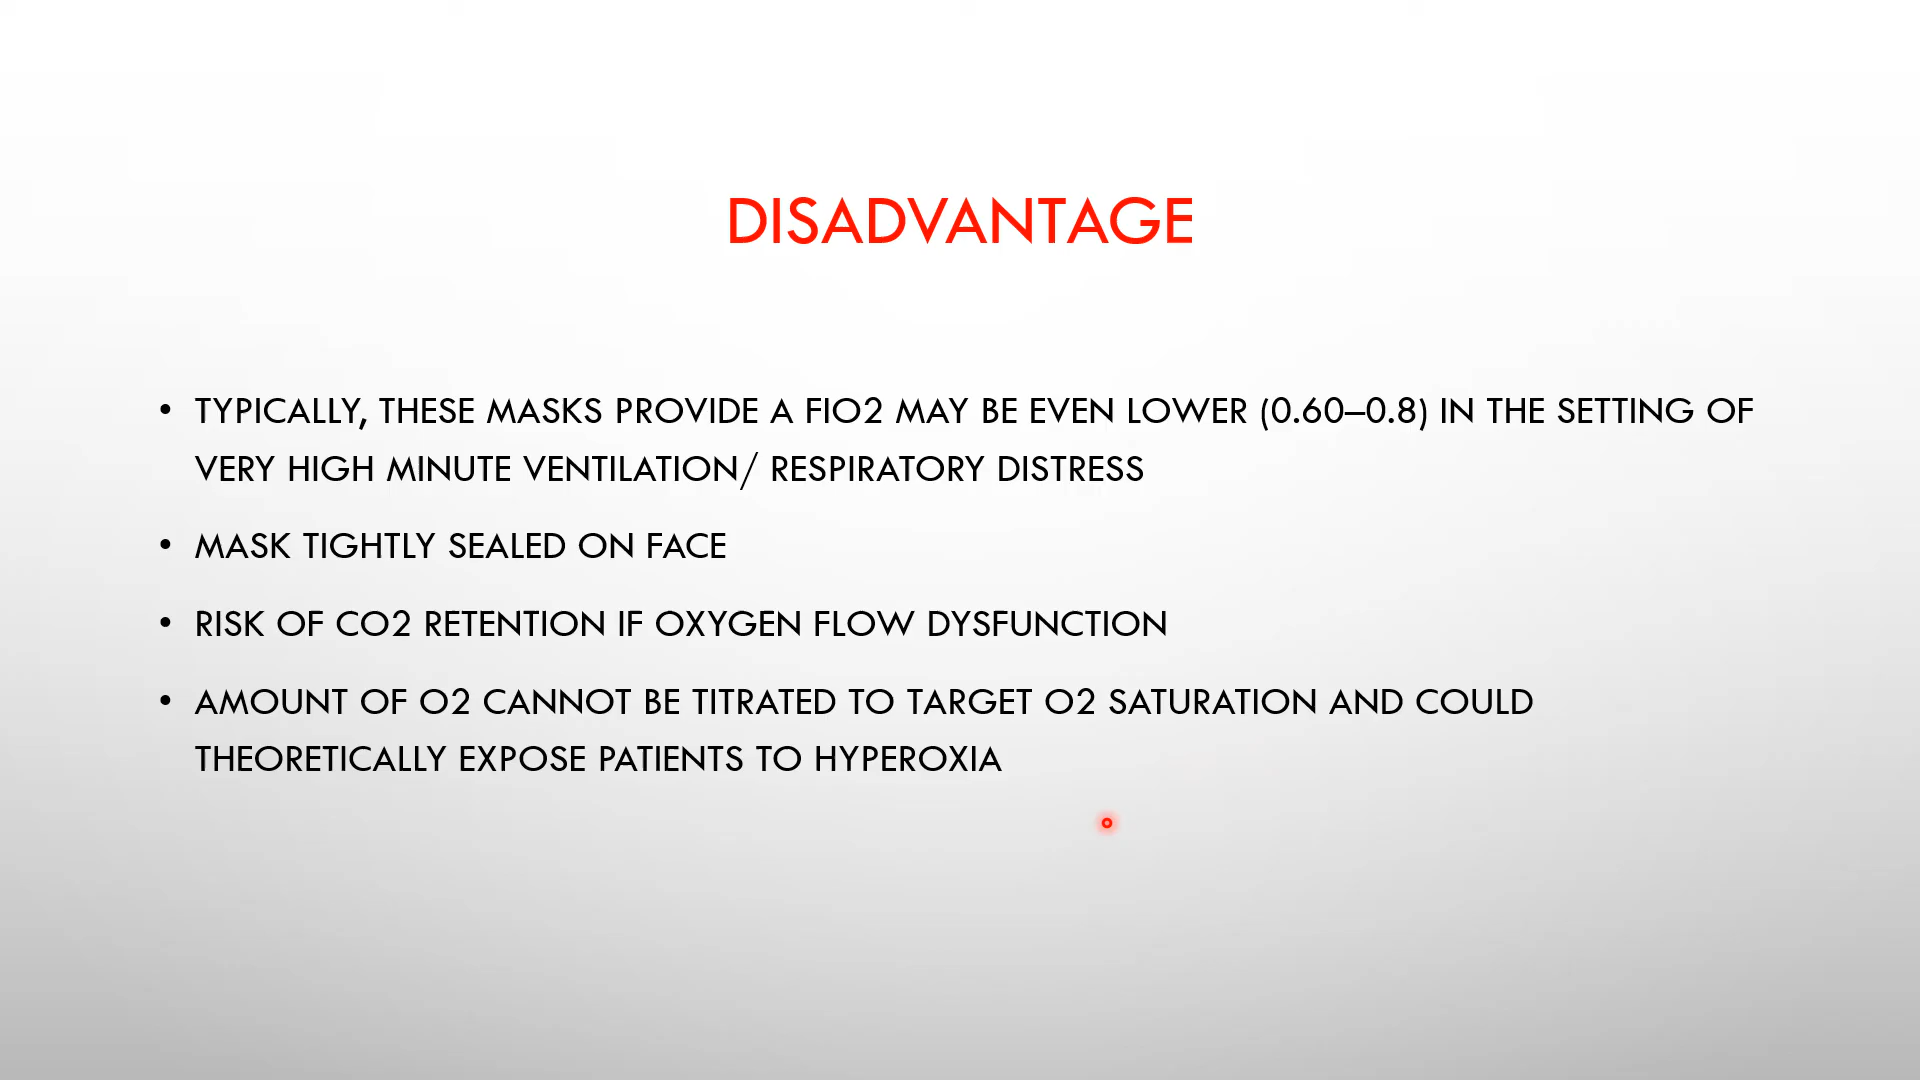 DISADVANTAGE
• TYPICALLY, THESE MASKS PROVIDE A FIO2 MAY BE EVEN LOWER (0.60–0.8) IN THE SETTING OF
VERY HIGH MINUTE VENTILATION/ RESPIRATORY DISTRESS
• MASK TIGHTLY SEALED ON FACE
• RISK OF CO2 RETENTION IF OXYGEN FLOW DYSFUNCTION
• AMOUNT OF O2 CANNOT BE TITRATED TO TARGET O2 SATURATION AND COULD
THEORETICALLY EXPOSE PATIENTS TO HYPEROXIA